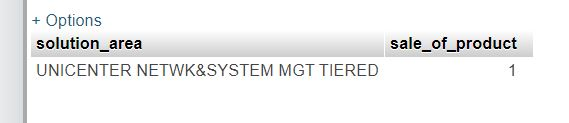 + Options
solution_area sale_of_product
UNICENTER NETWK&SYSTEM MGT TIERED 1